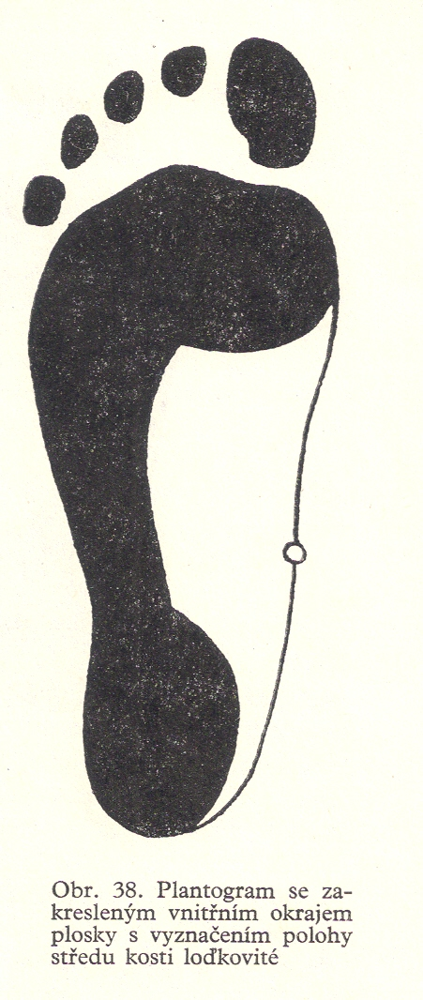 Obr. 38. Plantogram se za-
kresleným vnitřním okrajem
plosky s vyznačením polohy
středu kosti loďkovité